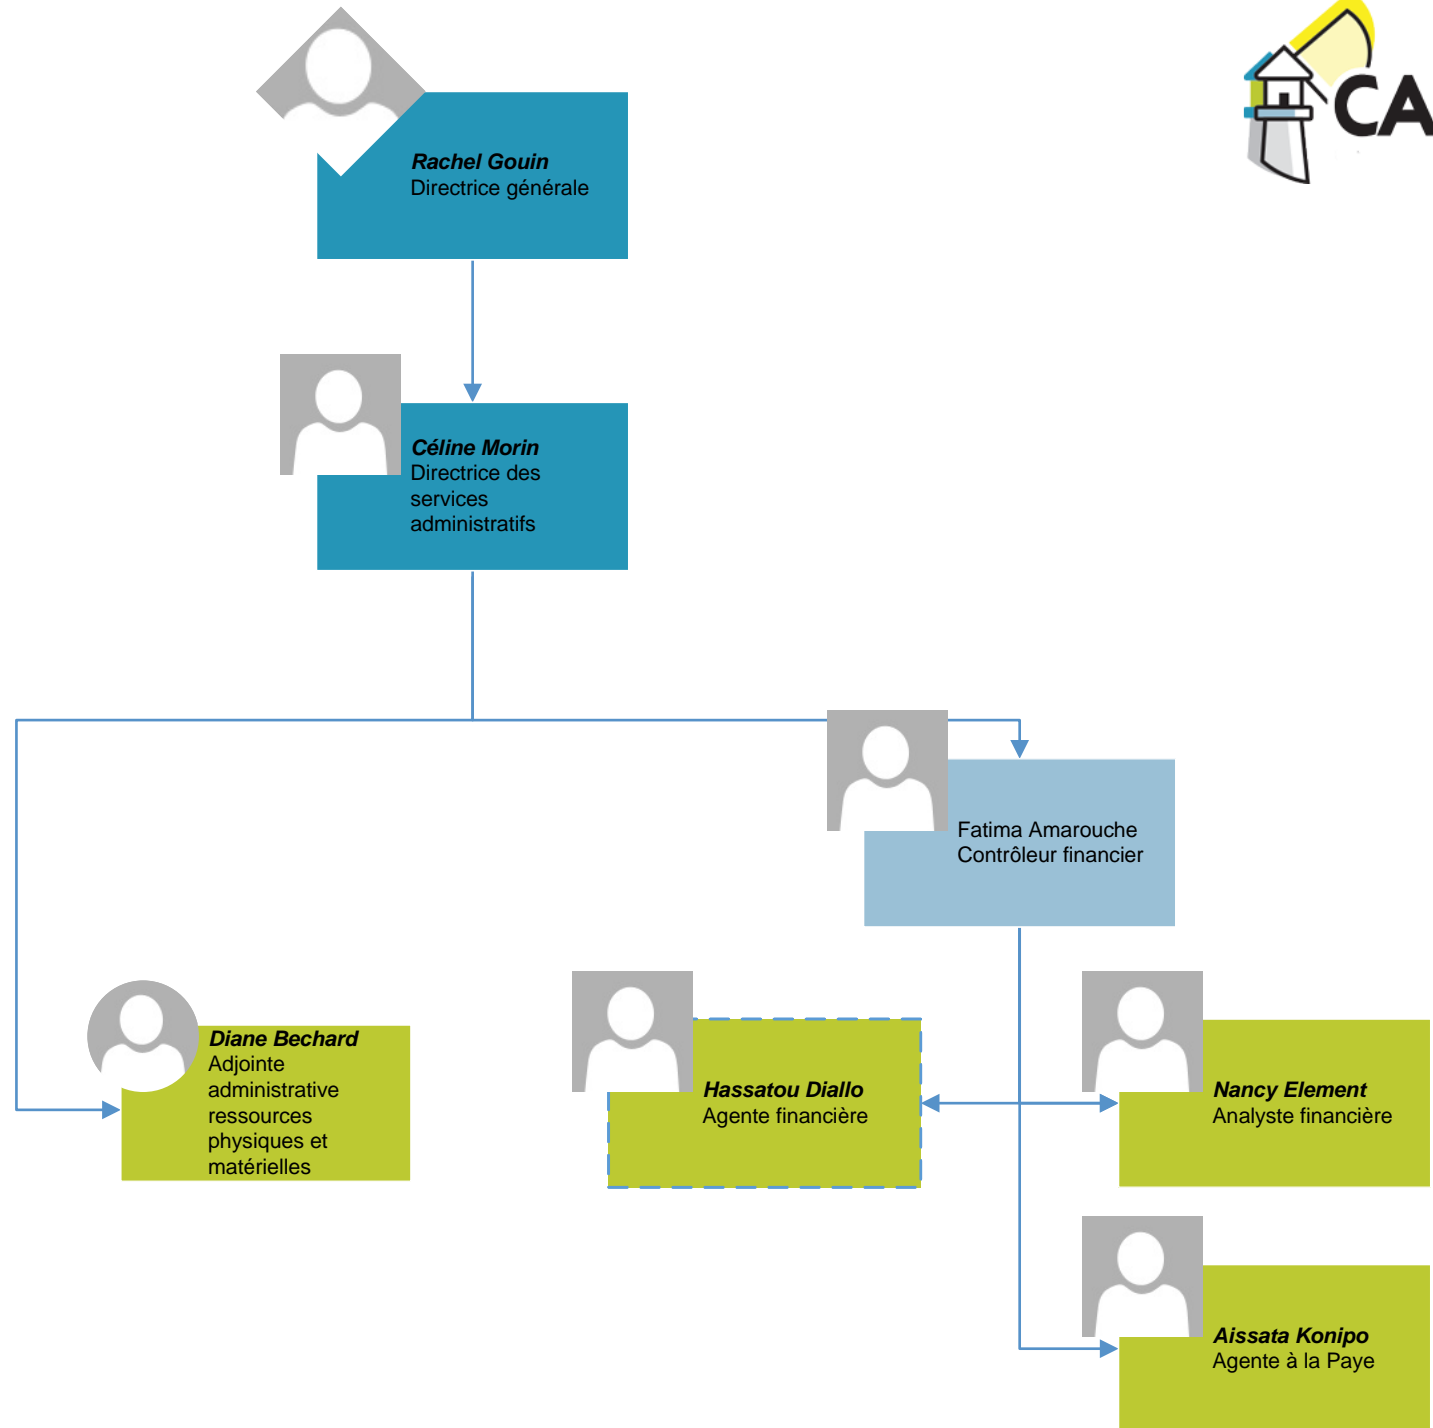 CA
Rachel Gouin
Directrice générale
Céline Morin
Directrice des
services
administratifs
Fatima Amarouche
Contrôleur financier
Diane Bechard
Adjointe
administrative
ressources
physiques et
matérielles
Hassatou Diallo
Agente financière
Nancy Element
Analyste financière
Aissata Konipo
Agente à la Paye